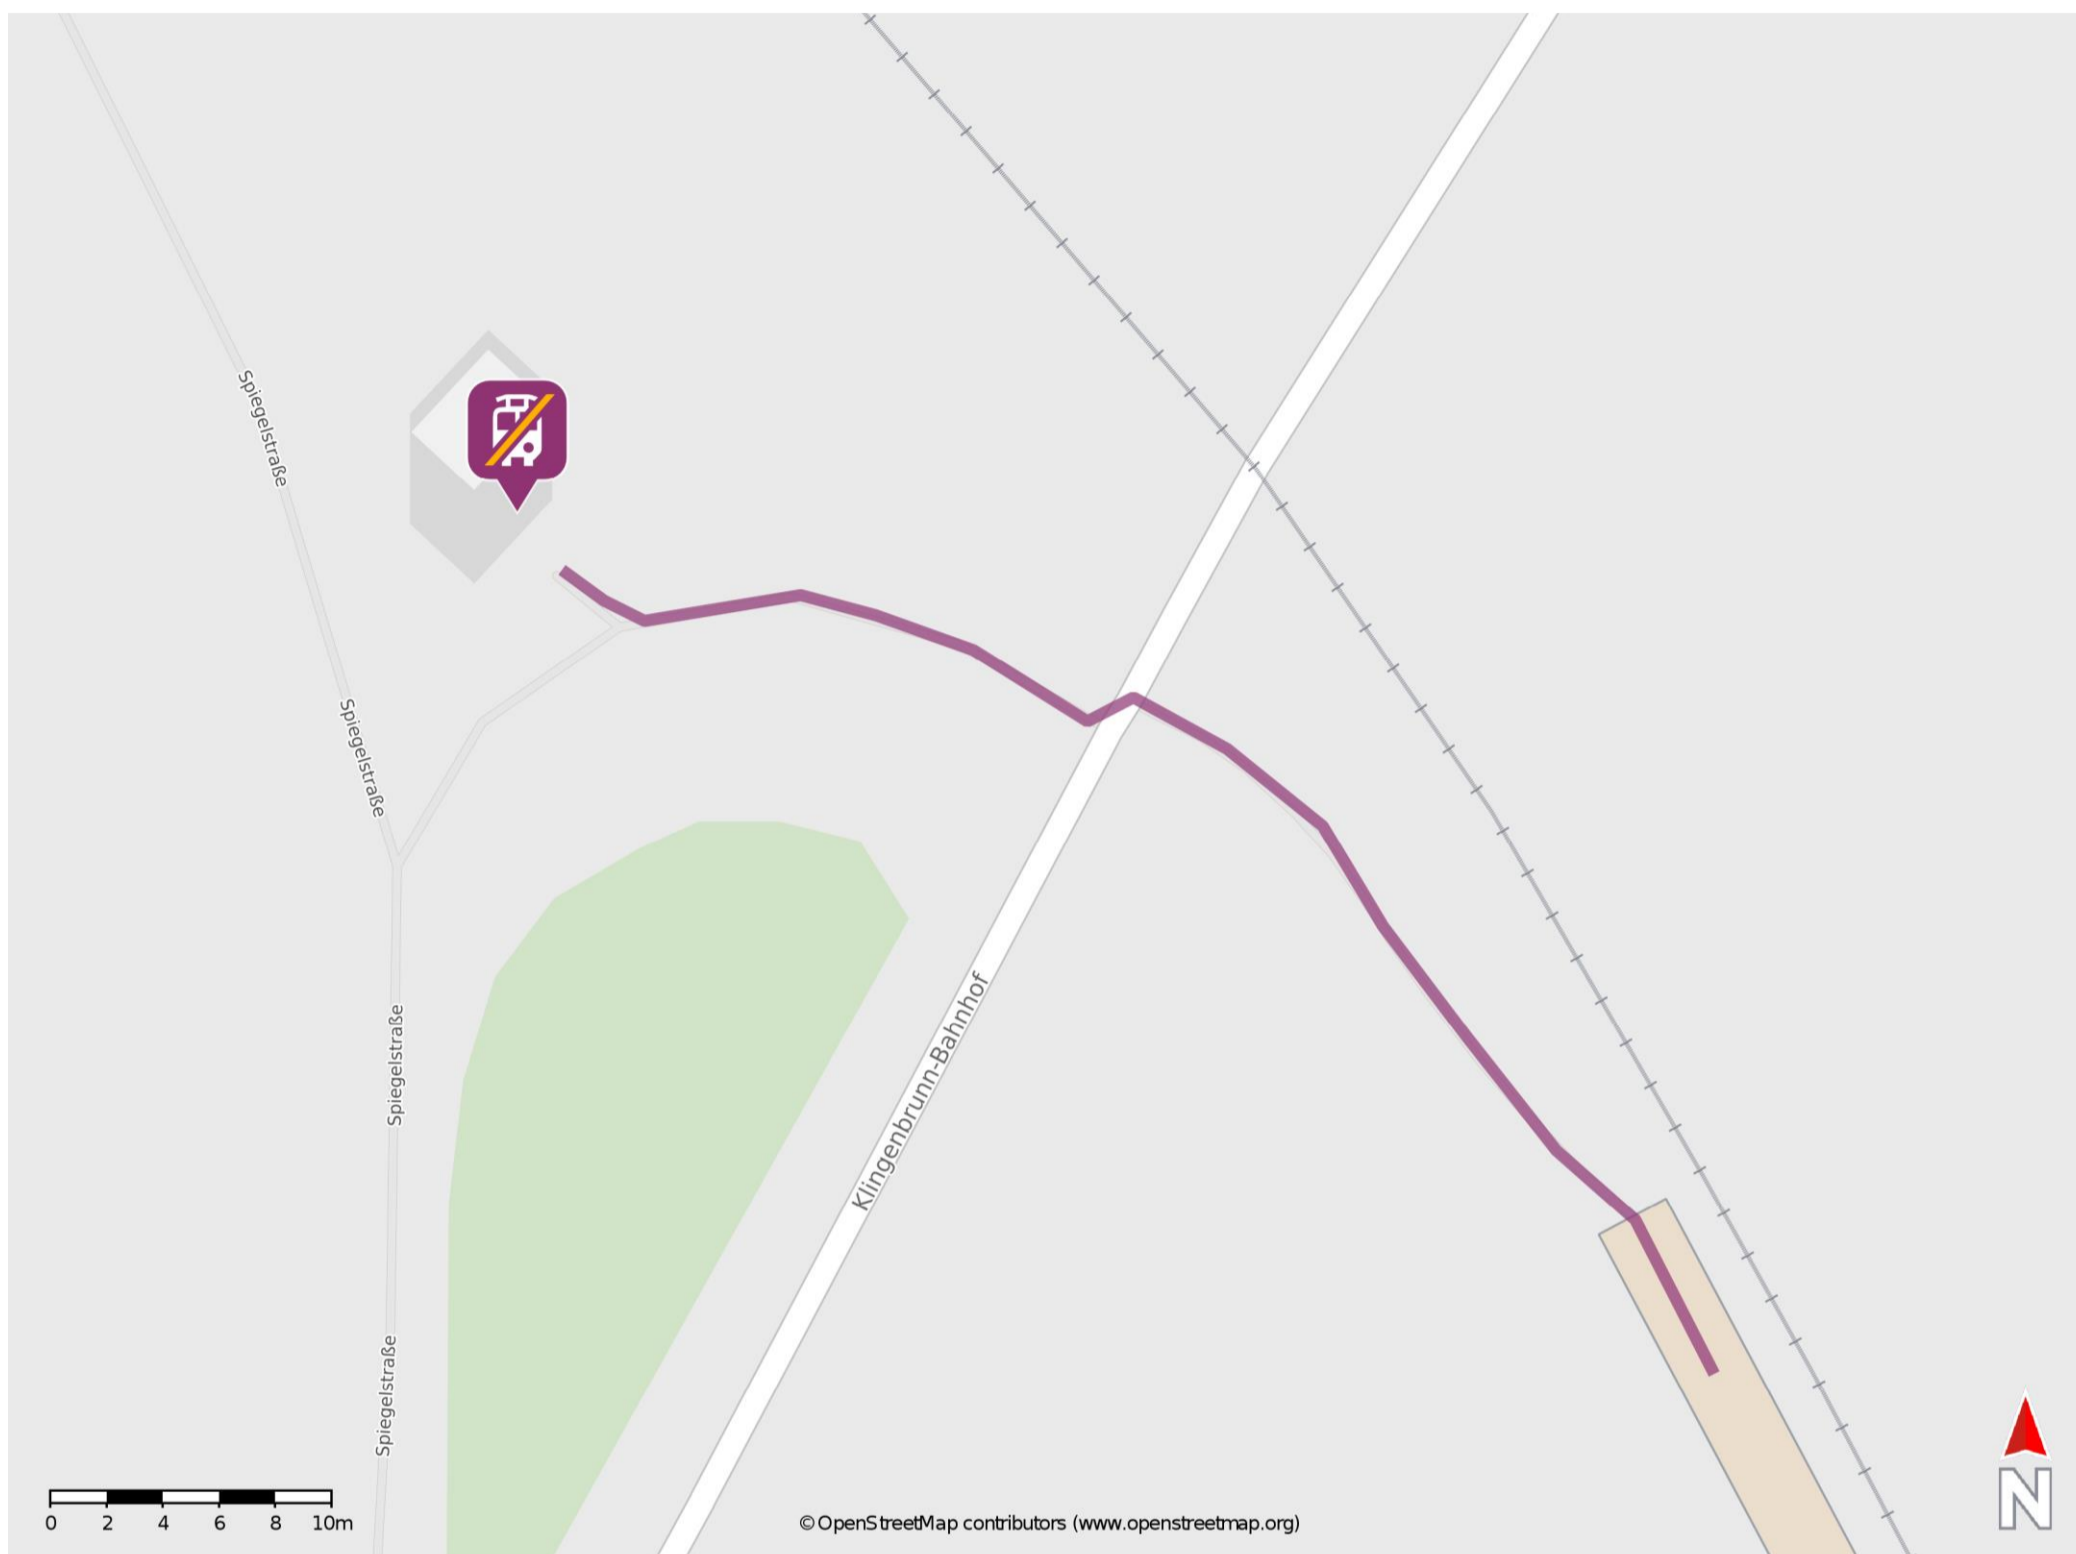 Spiegelstraße
Spiegelstraße
Klingenbrunn-Bahnhof
Spiegelstraße
Spiegelstraße
N
0 2 4 6 8 10m
© OpenStreetMap contributors (www.openstreetmap.org)